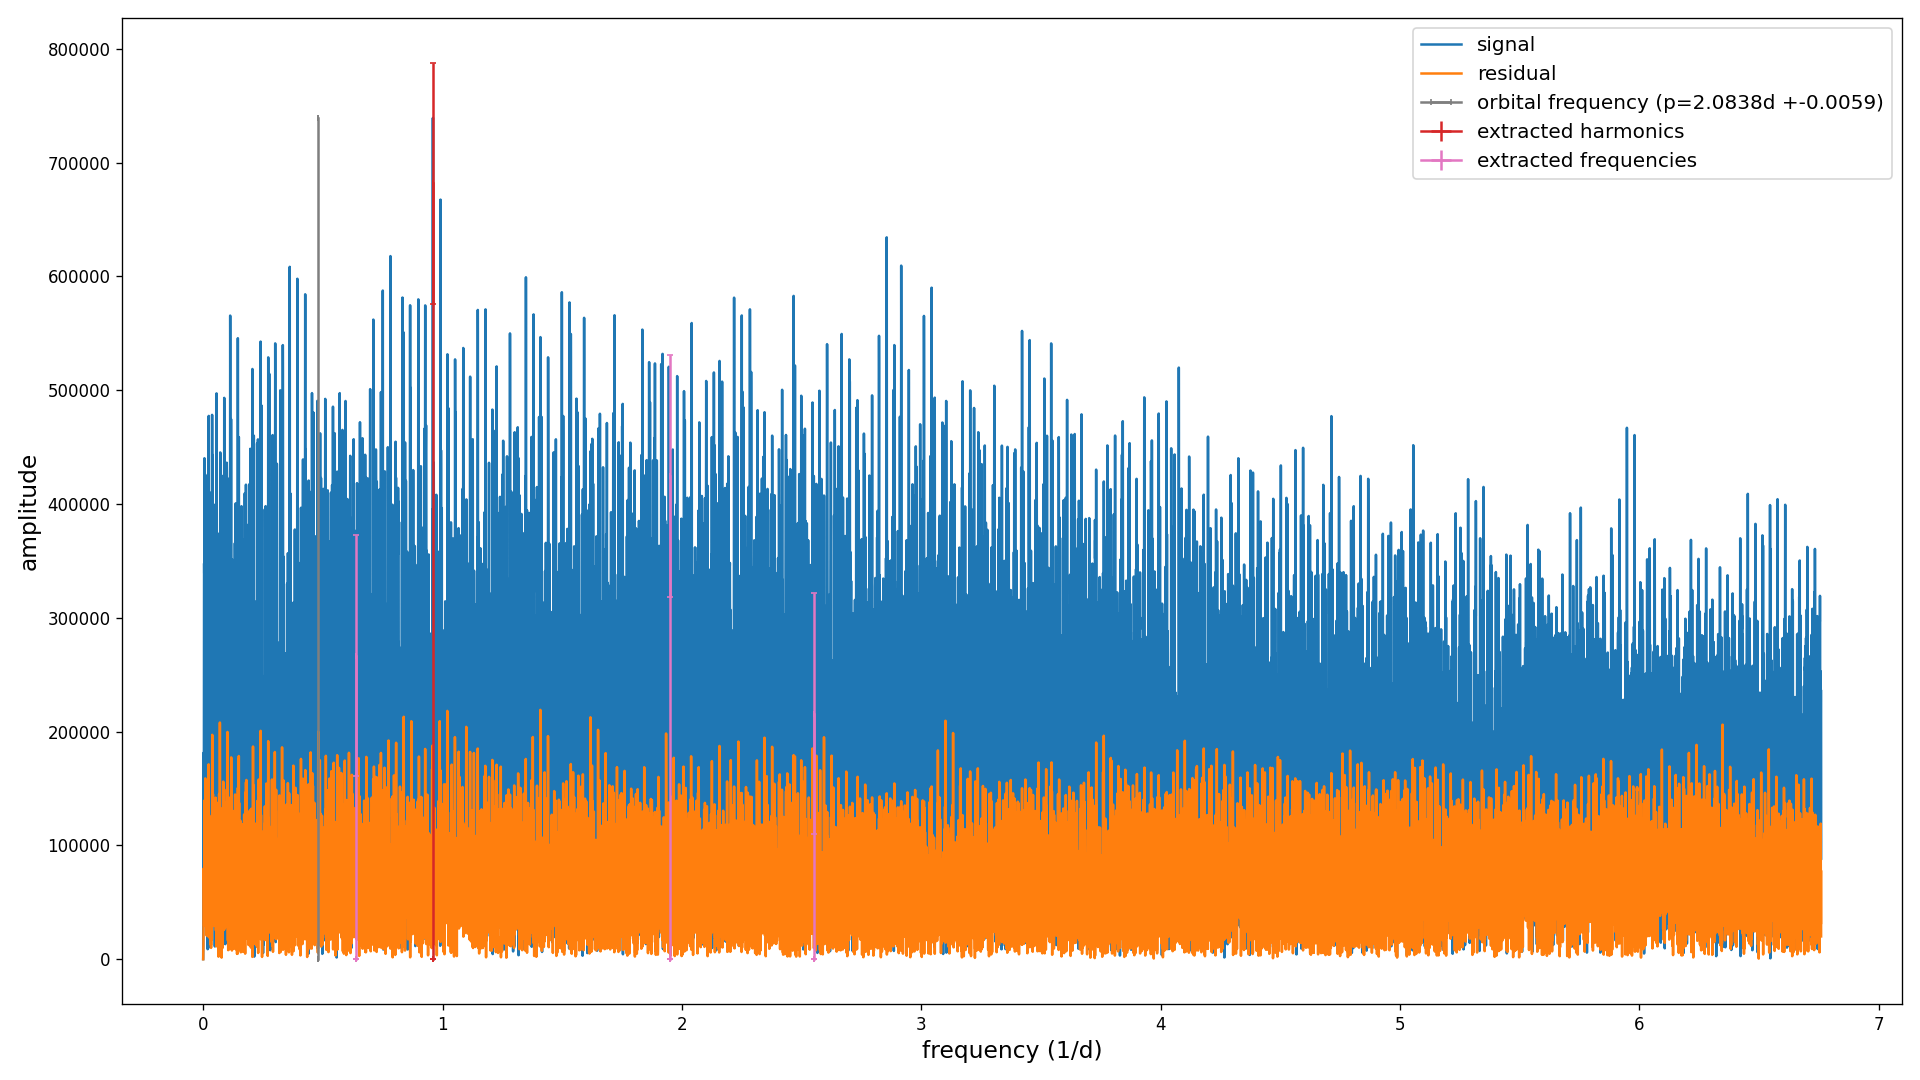 800000
700000
600000
500000
400000
300000
200000
100000
0
amplitude
signal
residual
orbital frequency (p=2.0838d +-0.0059)
extracted harmonics
extracted frequencies
0 1 2 3 4 5 6 7
frequency (1/d)